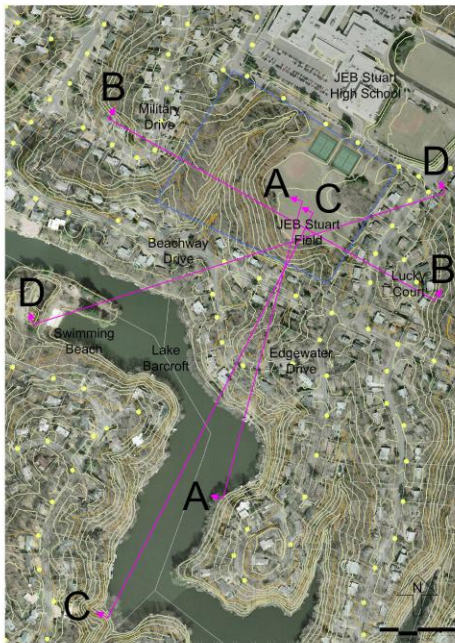 JEB Stuart
High School
B
Military
Drive
D
A
C
JEB Stuart
Field
Beachway
Drive
Lucky
Court
B
D
Swimming
Beach
Lake
Barcroft
Edgewater
Drive
A
C
N